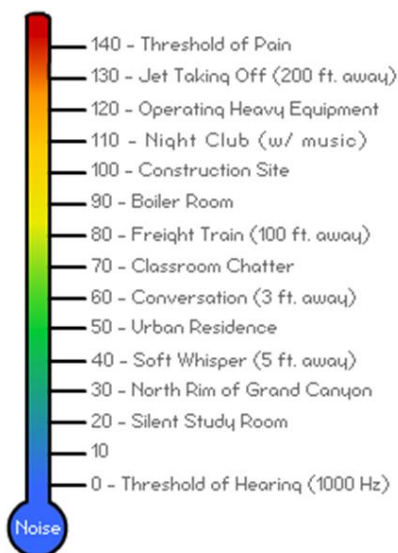 140 - Threshold of Pain
130 - Jet Taking Off (200 ft. away)
120 - Operating Heavy Equipment
110 - Night Club (w/ music)
100 - Construction Site
90 - Boiler Room
80 - Freight Train (100 ft. away)
70 - Classroom Chatter
60 - Conversation (3 ft. away)
50 - Urban Residence
40 - Soft Whisper (5 ft. away)
30 - North Rim of Grand Canyon
20 - Silent Study Room
10
0 - Threshold of Hearing (1000 Hz)
Noise